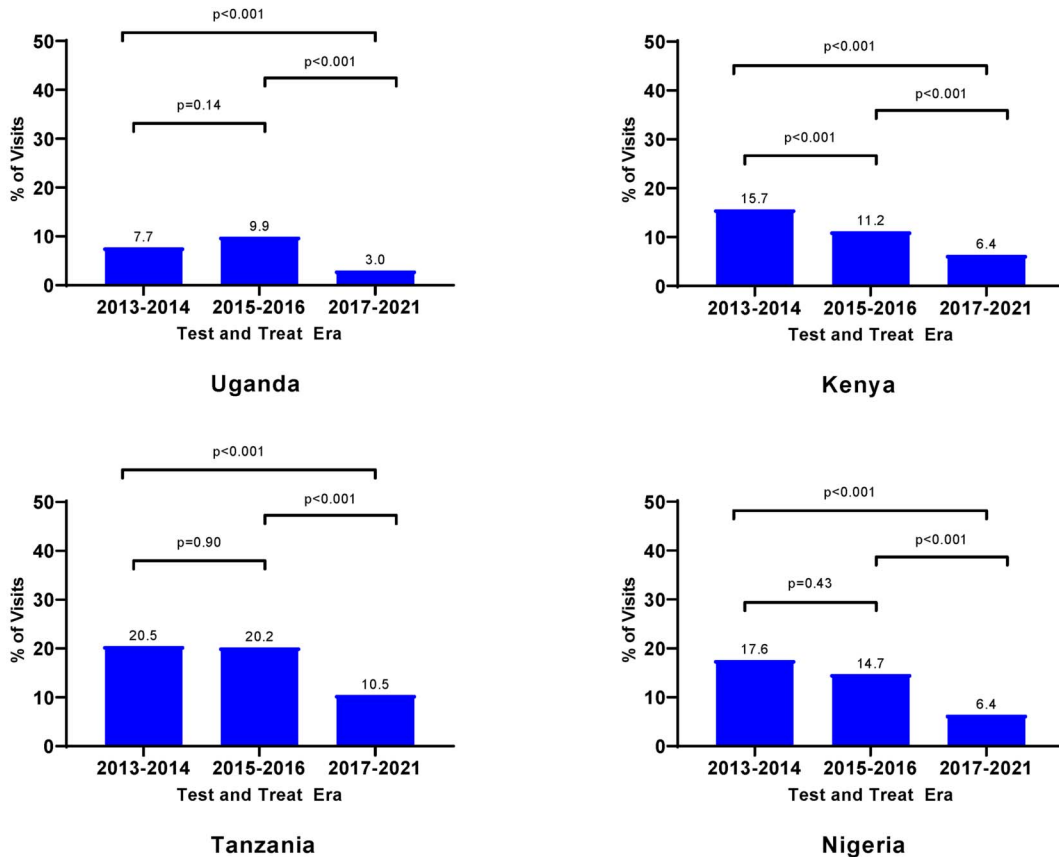 p<0.001
50
p<0.001
40
p=0.14
30
20
9.9
7.7
10
3.0
0
% of Visits
2013-2014 2015-2016 2017-2021
Test and Treat Era
Uganda
50
p<0.001
40
p<0.001
p<0.001
30
20
15.7
11.2
10
6.4
0
% of Visits
2013-2014 2015-2016 2017-2021
Test and Treat Era
Kenya
p<0.001
50
p<0.001
40
p=0.90
30
20.5 20.2
20
10.5
10
0
% of Visits
2013-2014 2015-2016 2017-2021
Test and Treat Era
Tanzania
p<0.001
50
p<0.001
40
p=0.43
30
20
17.6
14.7
10
6.4
0
% of Visits
2013-2014 2015-2016 2017-2021
Test and Treat Era
Nigeria